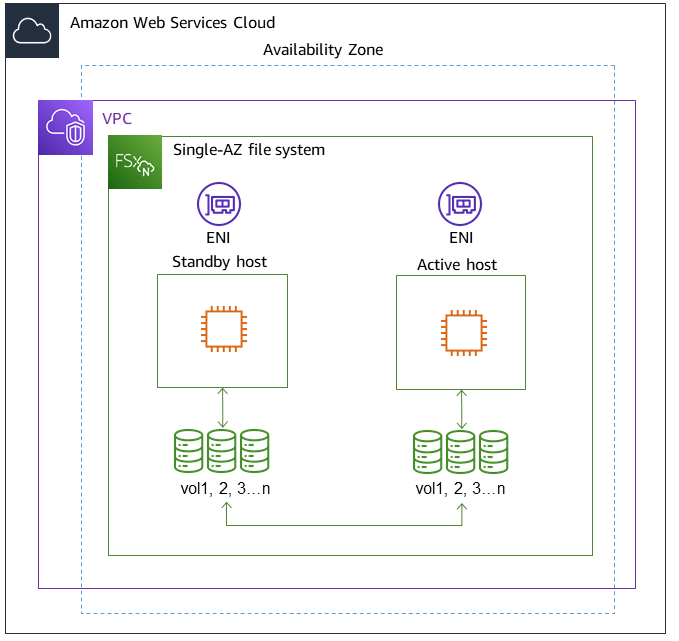 Amazon Web Services Cloud
Availability Zone
VPC
FSx
N
Single-AZ file system
ENI
ENI
Standby host
Active host
vol1, 2, 3...n
vol1, 2, 3...n